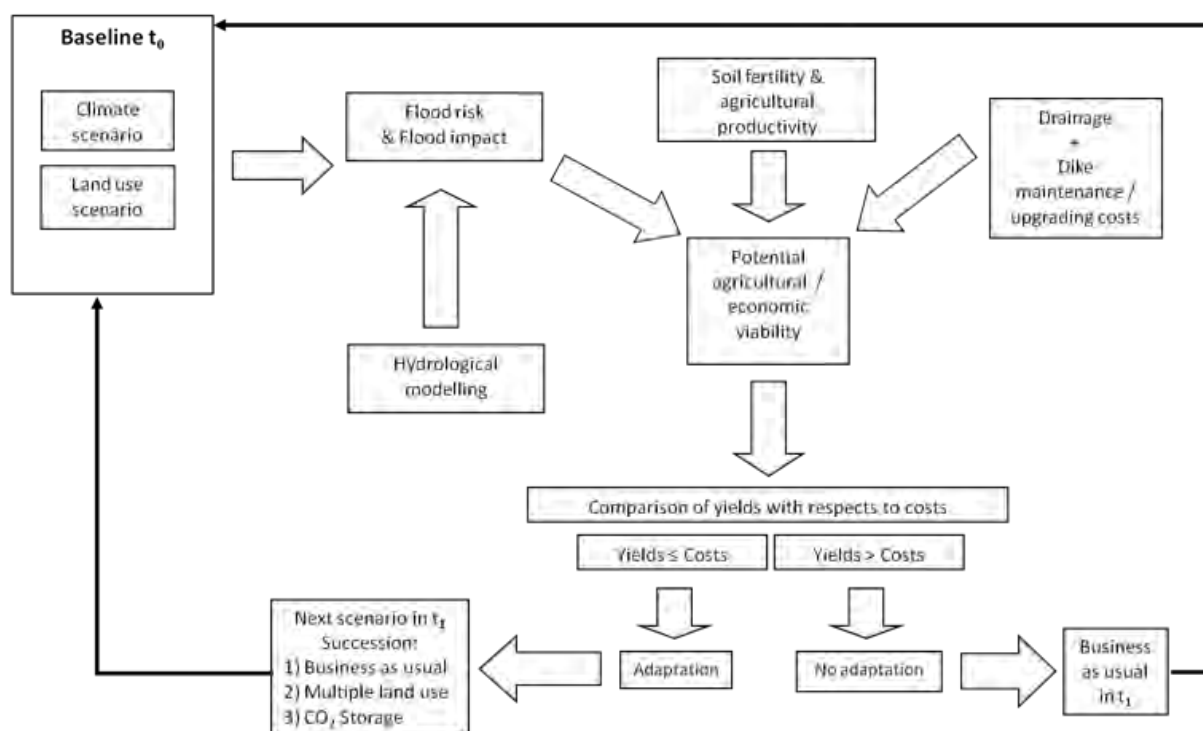 Baseline t₀
Climate
scenario
Land use
scenario
Flood risk
& Flood impact
Hydrological
modelling
Soil fertility &
agricultural
productivity
Drainage
+
Dike
maintenance /
upgrading costs
Potential
agricultural /
economic
viability
Comparison of yields with respects to costs
Yields ≤ Costs
Yields > Costs
Adaptation
No adaptation
Next scenario in t₁
Succession:
1) Business as usual
2) Multiple land use
3) CO₂ Storage
Business
as usual
in t₁